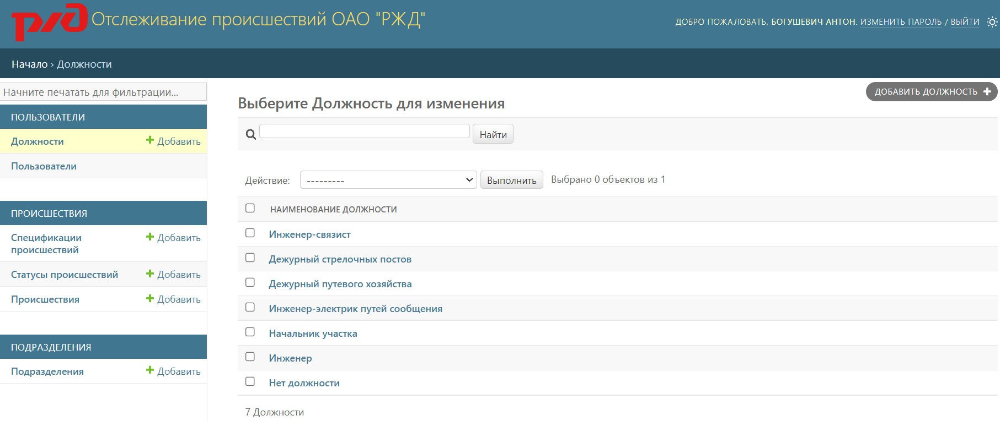 ржд Отслеживание происшествий ОАО "РЖД"
ДОБРО ПОЖАЛОВАТЬ, БОГУШЕВИЧ АНТОН. ИЗМЕНИТЬ ПАРОЛЬ / ВЫЙТИ
Начало › Должности
Начните печатать для фильтрации...
ПОЛЬЗОВАТЕЛИ
Должности Добавить
Пользователи
ПРОИСШЕСТВИЯ
Спецификации Добавить
происшествий
Статусы происшествий Добавить
Происшествия Добавить
ПОДРАЗДЕЛЕНИЯ
Подразделения Добавить
ДОБАВИТЬ ДОЛЖНОСТЬ
Выберите Должность для изменения
Найти
Действие: --------- Выполнить Выбрано 0 объектов из 1
НАИМЕНОВАНИЕ ДОЛЖНОСТИ
Инженер-связист
Дежурный стрелочных постов
Дежурный путевого хозяйства
Инженер-электрик путей сообщения
Начальник участка
Инженер
Нет должности
7 Должности